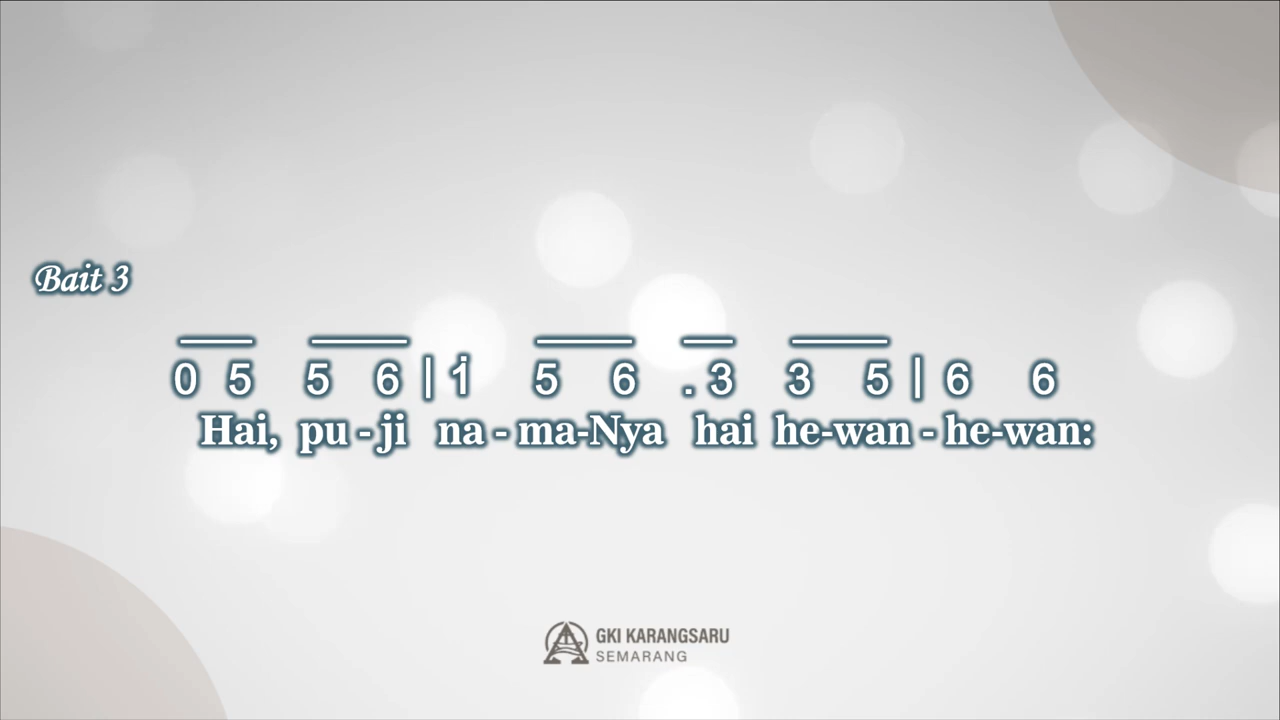 Bait 3
0 5 5 6 | 1̇ 5 6 . 3 3 5 | 6 6
Hai, pu - ji na - ma-Nya hai he-wan - he-wan:
GKI KARANGSARU
SEMARANG